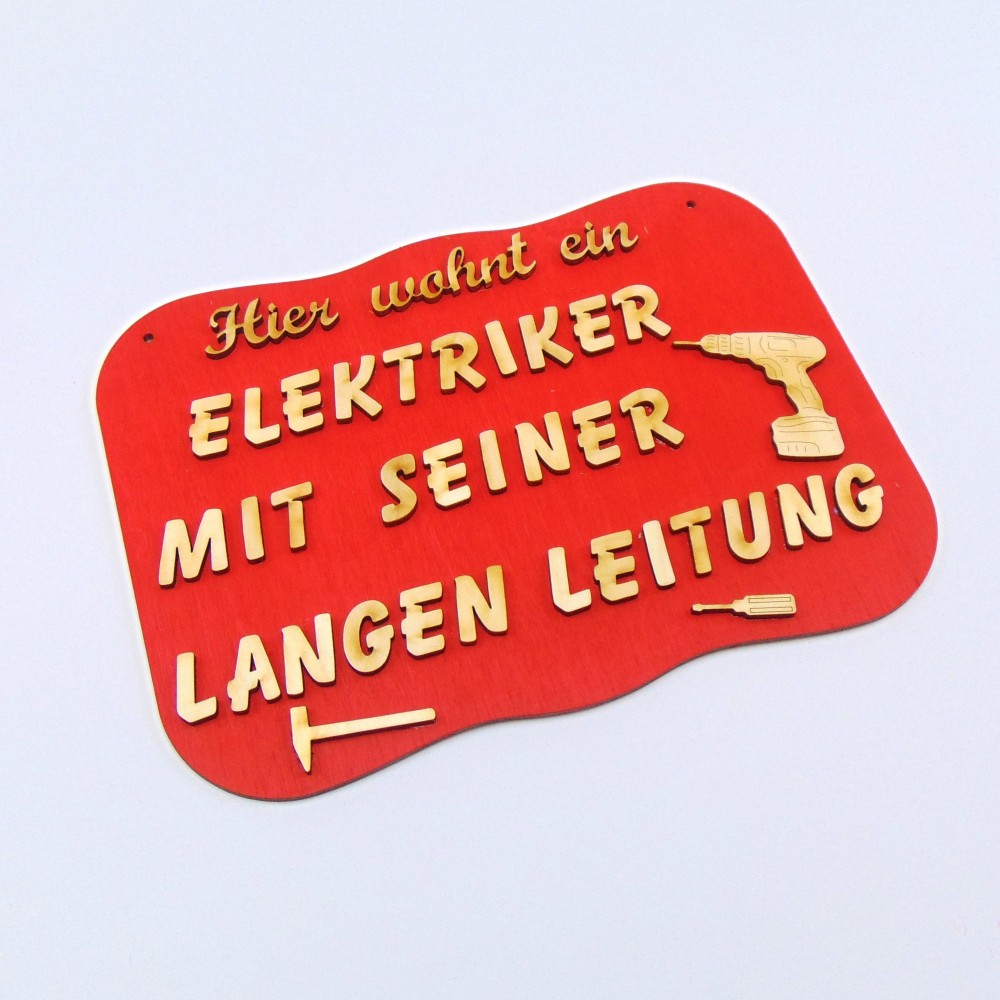 Hier wohnt ein
ELEKTRIKER
MIT SEINER
LANGEN LEITUNG